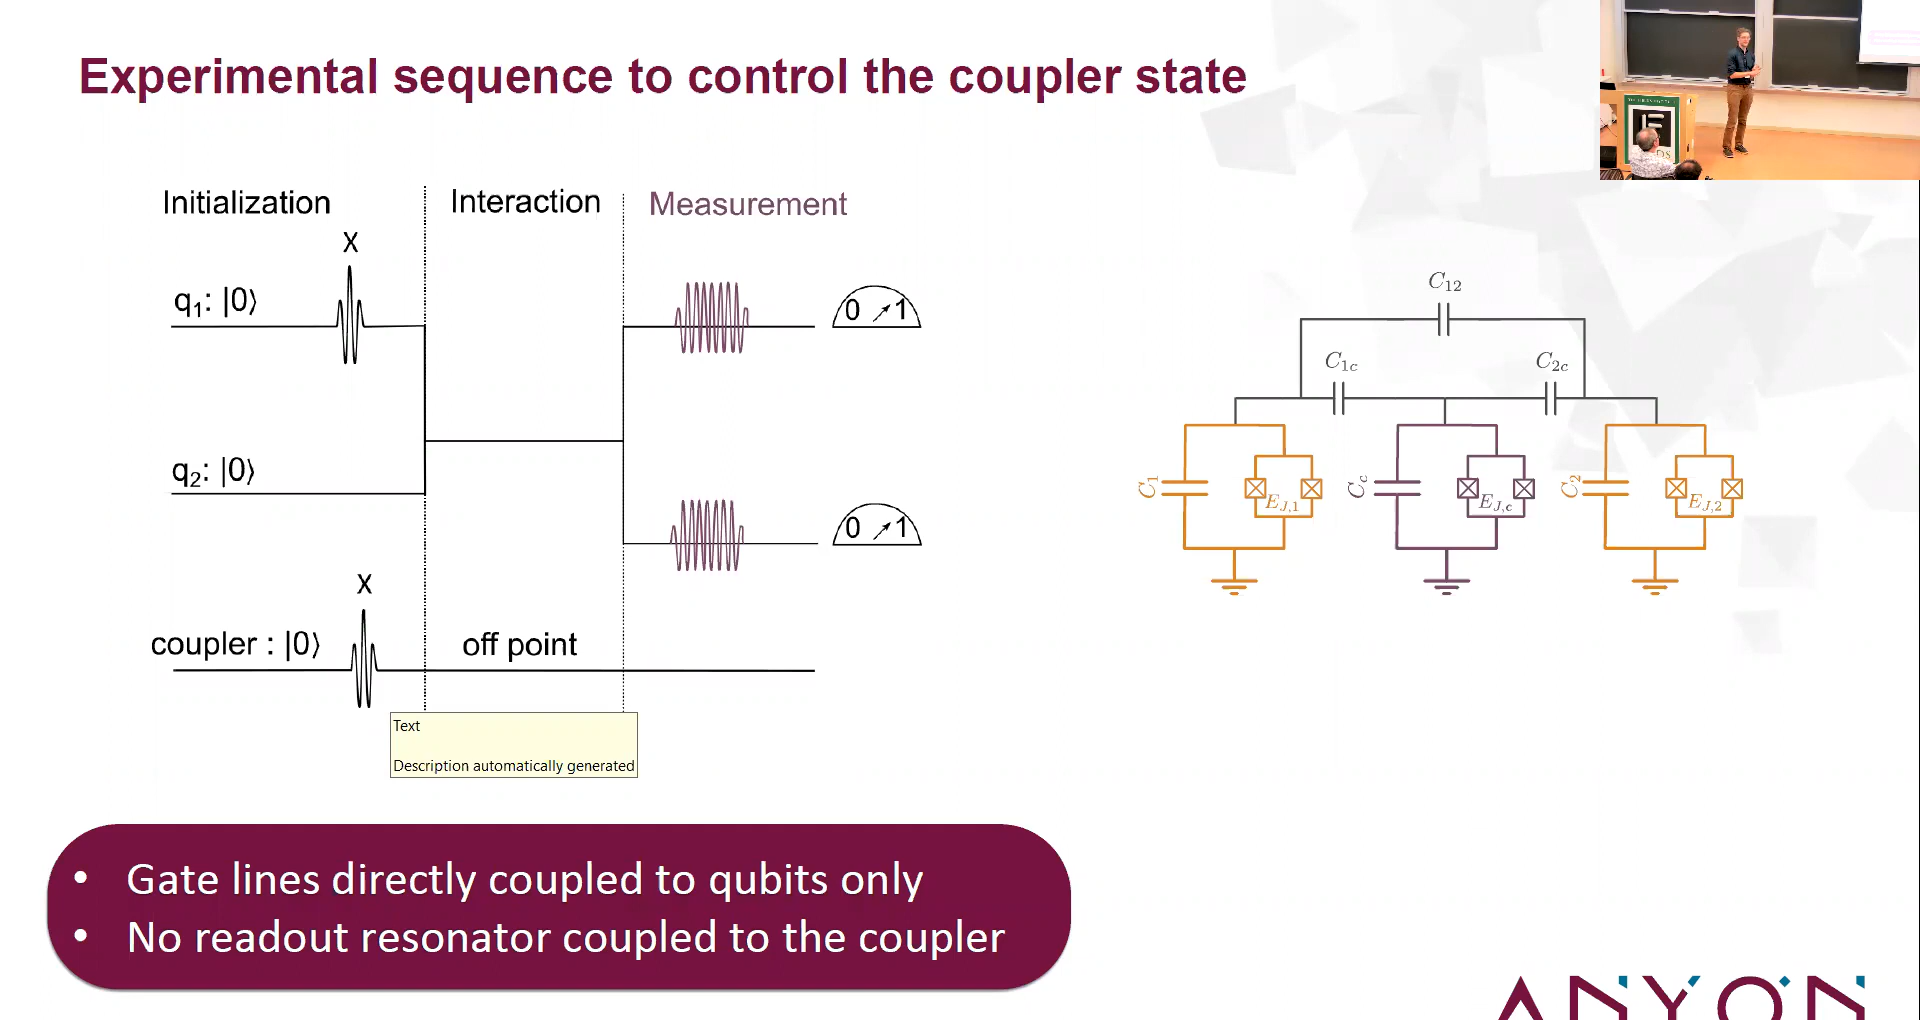 Experimental sequence to control the coupler state
Initialization
Interaction
Measurement
X
q₁: |0⟩
0 1
q₂: |0⟩
0 1
X
coupler : |0⟩
off point
Text
Description automatically generated
C₁₂
C₁c
C₂c
C₁
E_J,1
C_c
E_J,c
C₂
E_J,2
• Gate lines directly coupled to qubits only
• No readout resonator coupled to the coupler
ANYON